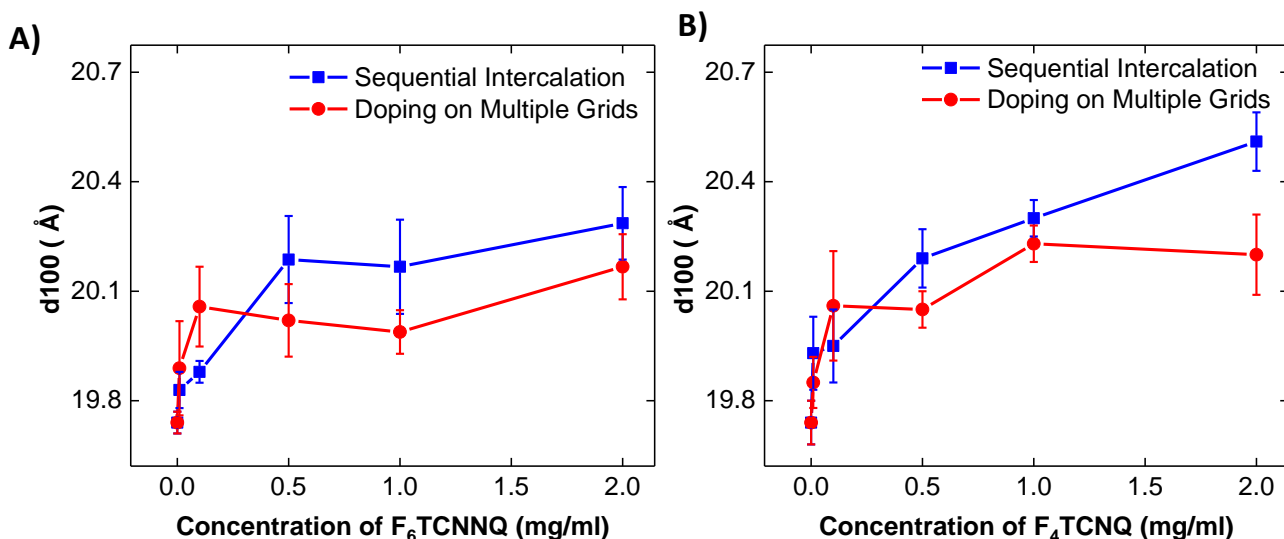 A)
Sequential Intercalation
Doping on Multiple Grids
20.7
20.4
20.1
19.8
d100 ( Å)
0.0 0.5 1.0 1.5 2.0
Concentration of F₆TCNNQ (mg/ml)
B)
Sequential Intercalation
Doping on Multiple Grids
20.7
20.4
20.1
19.8
d100 ( Å)
0.0 0.5 1.0 1.5 2.0
Concentration of F₄TCNQ (mg/ml)